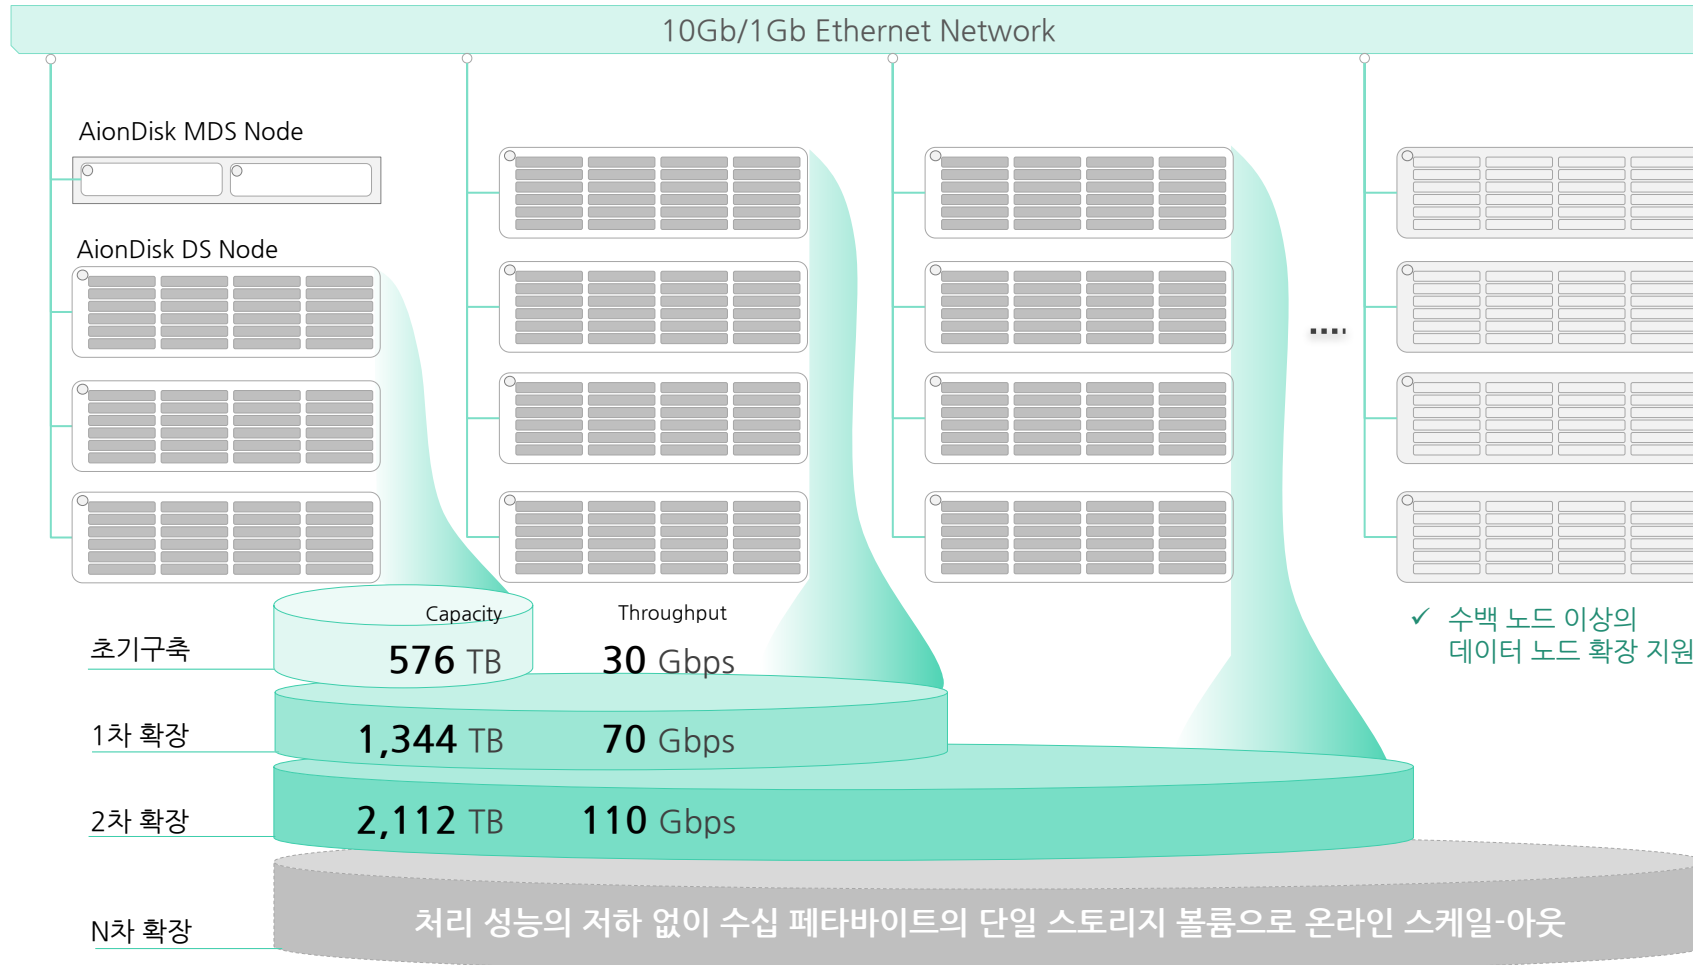 10Gb/1Gb Ethernet Network
AionDisk MDS Node
AionDisk DS Node
....
✓ 수백 노드 이상의
데이터 노드 확장 지원
Capacity Throughput
초기구축 576 TB 30 Gbps
1차 확장 1,344 TB 70 Gbps
2차 확장 2,112 TB 110 Gbps
N차 확장 처리 성능의 저하 없이 수십 페타바이트의 단일 스토리지 볼륨으로 온라인 스케일-아웃